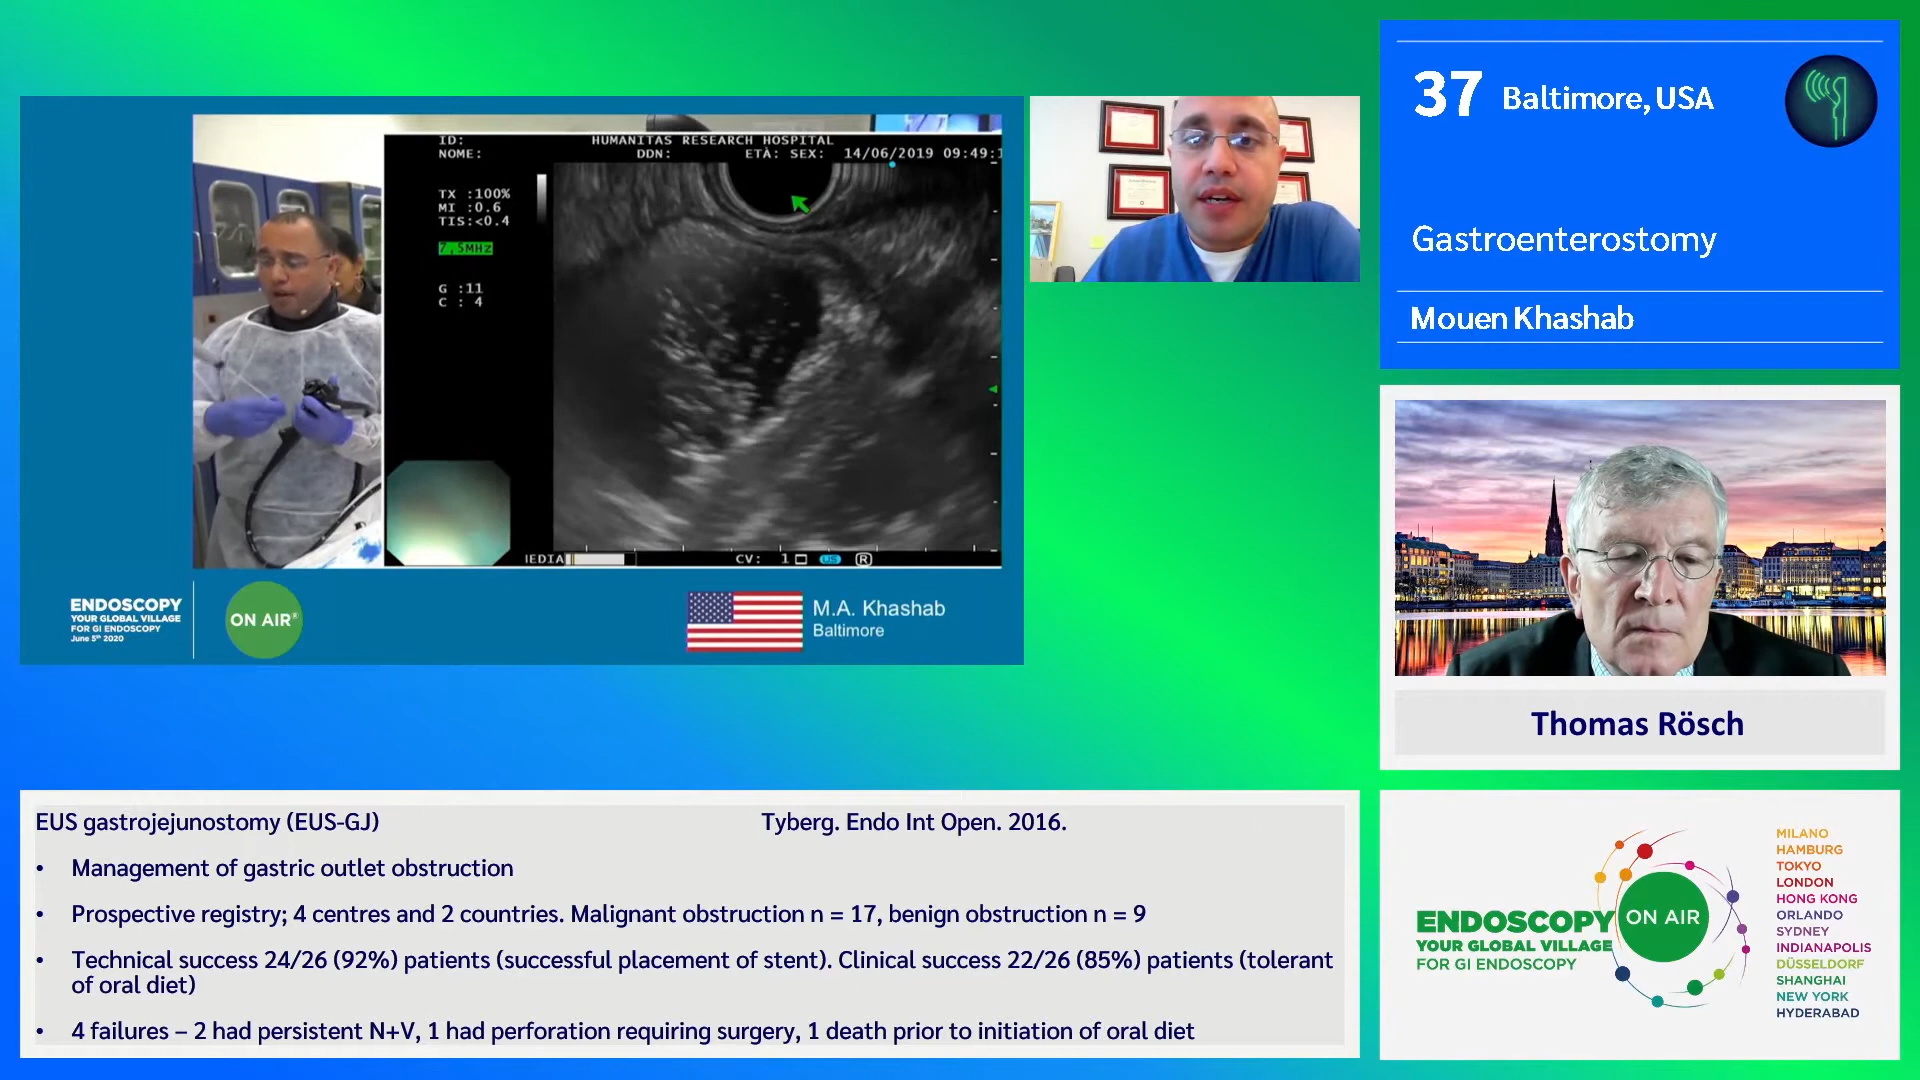 ID:
HUMANITAS RESEARCH HOSPITAL
NOME:
DDN:
ETÀ: SEX:
14/06/2019 09:49:1
TX :100%
MI :0.6
TIS:<0.4
7,5MHz
G :11
C : 4
IEDIA
CV: 1
US
R
ENDOSCOPY
YOUR GLOBAL VILLAGE
FOR GI ENDOSCOPY
June 5th 2020
ON AIR®
M.A. Khashab
Baltimore
37 Baltimore, USA
Gastroenterostomy
Mouen Khashab
Thomas Rösch
EUS gastrojejunostomy (EUS-GJ)
Tyberg. Endo Int Open. 2016.
• Management of gastric outlet obstruction
• Prospective registry; 4 centres and 2 countries. Malignant obstruction n = 17, benign obstruction n = 9
• Technical success 24/26 (92%) patients (successful placement of stent). Clinical success 22/26 (85%) patients (tolerant
of oral diet)
• 4 failures – 2 had persistent N+V, 1 had perforation requiring surgery, 1 death prior to initiation of oral diet
ENDOSCOPY
ON AIR
YOUR GLOBAL VILLAGE
FOR GI ENDOSCOPY
MILANO
HAMBURG
TOKYO
LONDON
HONG KONG
ORLANDO
SYDNEY
INDIANAPOLIS
DÜSSELDORF
SHANGHAI
NEW YORK
HYDERABAD